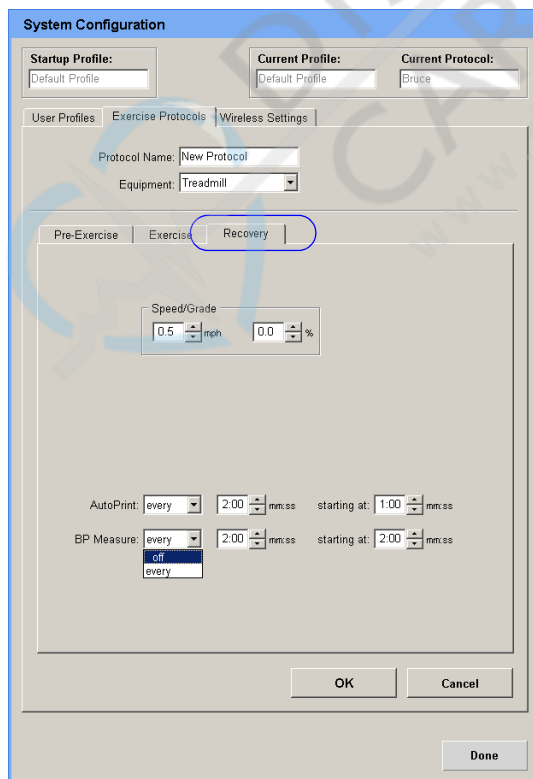 System Configuration
Startup Profile: Current Profile: Current Protocol:
Default Profile Default Profile Bruce
User Profiles Exercise Protocols Wireless Settings
Protocol Name: New Protocol
Equipment: Treadmill
Pre-Exercise Exercise Recovery
Speed/Grade
0.5 mph 0.0 %
AutoPrint: every 2:00 mm:ss starting at: 1:00 mm:ss
BP Measure: every 2:00 mm:ss starting at: 2:00 mm:ss
off
every
OK Cancel
Done